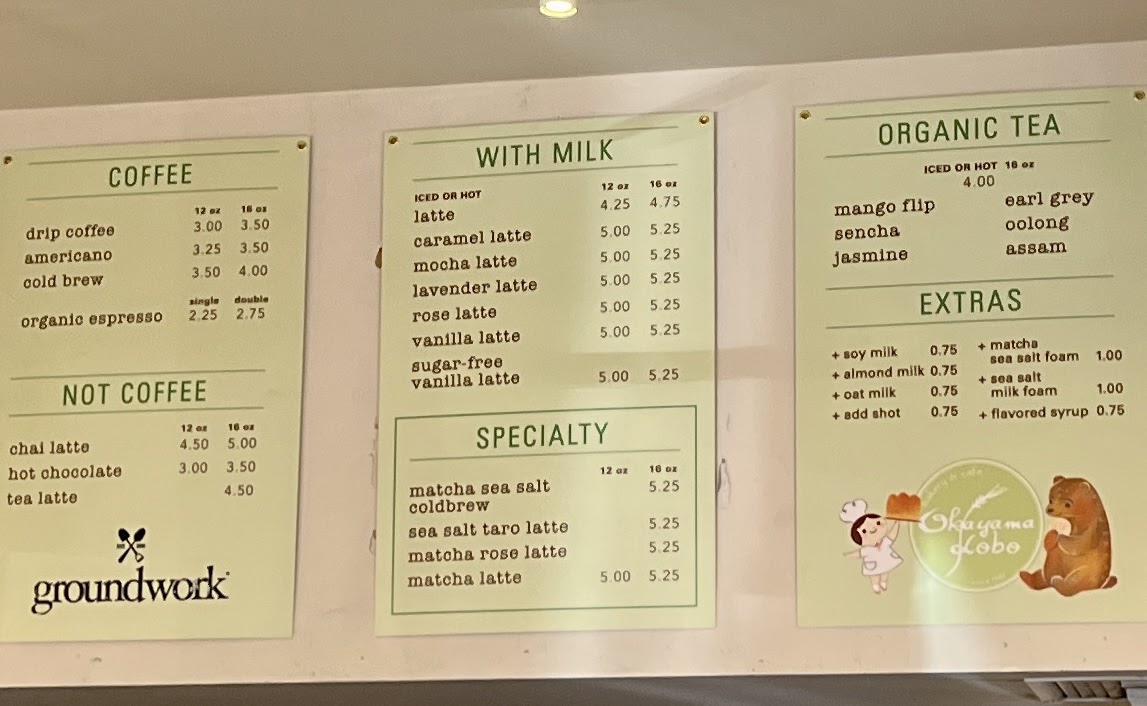 COFFEE
12 oz 16 oz
drip coffee 3.00 3.50
americano 3.25 3.50
cold brew 3.50 4.00
single double
organic espresso 2.25 2.75
NOT COFFEE
12 oz 16 oz
chai latte 4.50 5.00
hot chocolate 3.00 3.50
tea latte 4.50
groundwork
WITH MILK
ICED OR HOT 12 oz 16 oz
latte 4.25 4.75
caramel latte 5.00 5.25
mocha latte 5.00 5.25
lavender latte 5.00 5.25
rose latte 5.00 5.25
vanilla latte 5.00 5.25
sugar-free
vanilla latte 5.00 5.25
SPECIALTY
12 oz 16 oz
matcha sea salt 5.25
coldbrew
sea salt taro latte 5.25
matcha rose latte 5.25
matcha latte 5.00 5.25
ORGANIC TEA
ICED OR HOT 16 oz
4.00
mango flip earl grey
sencha oolong
jasmine assam
EXTRAS
+ soy milk 0.75
+ almond milk 0.75
+ oat milk 0.75
+ add shot 0.75
+ matcha
sea salt foam 1.00
+ sea salt
milk foam 1.00
+ flavored syrup 0.75
Okayama
Kobo